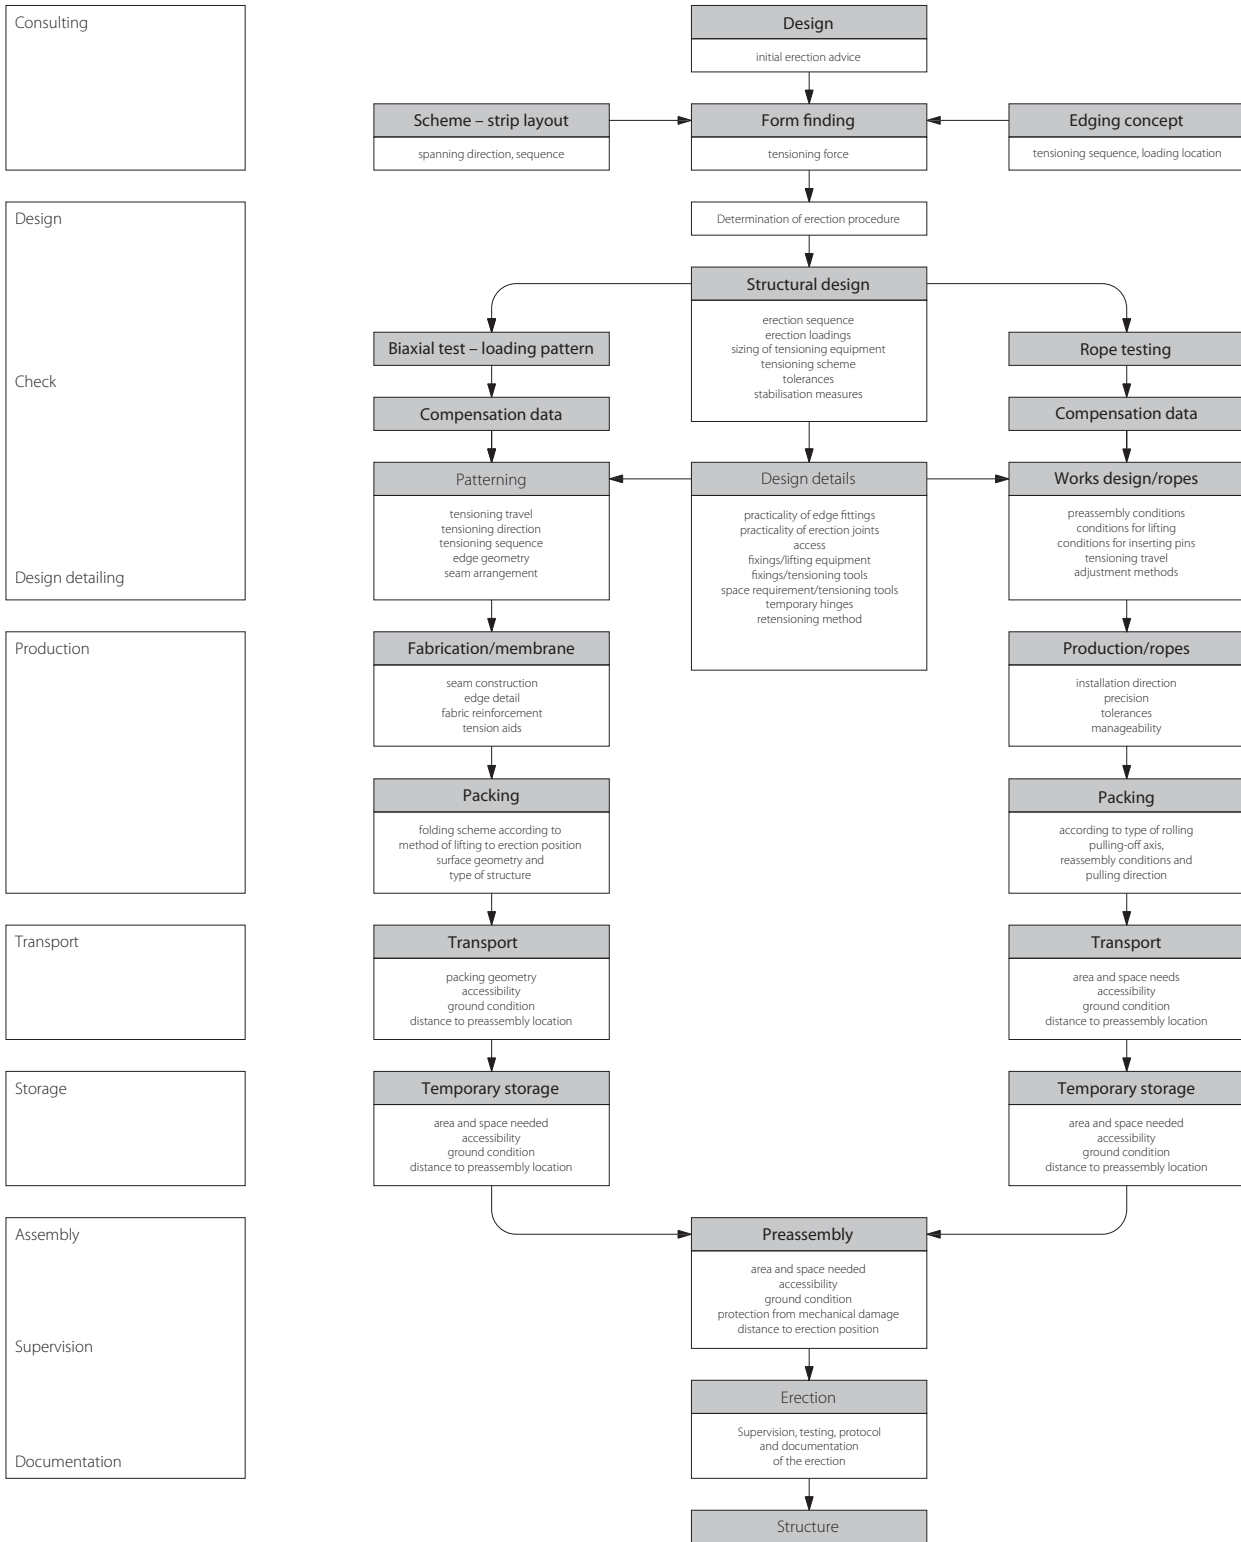 Consulting
Design
initial erection advice
Scheme – strip layout
spanning direction, sequence
Form finding
tensioning force
Edging concept
tensioning sequence, loading location
Design
Check
Design detailing
Determination of erection procedure
Structural design
erection sequence
erection loadings
sizing of tensioning equipment
tensioning scheme
tolerances
stabilisation measures
Biaxial test – loading pattern
Compensation data
Rope testing
Compensation data
Patterning
tensioning travel
tensioning direction
tensioning sequence
edge geometry
seam arrangement
Design details
practicality of edge fittings
practicality of erection joints
access
fixings/lifting equipment
fixings/tensioning tools
space requirement/tensioning tools
temporary hinges
retensioning method
Works design/ropes
preassembly conditions
conditions for lifting
conditions for inserting pins
tensioning travel
adjustment methods
Production
Fabrication/membrane
seam construction
edge detail
fabric reinforcement
tension aids
Production/ropes
installation direction
precision
tolerances
manageability
Packing
folding scheme according to
method of lifting to erection position
surface geometry and
type of structure
Packing
according to type of rolling
pulling-off axis,
reassembly conditions and
pulling direction
Transport
Transport
packing geometry
accessibility
ground condition
distance to preassembly location
Transport
area and space needs
accessibility
ground condition
distance to preassembly location
Storage
Temporary storage
area and space needed
accessibility
ground condition
distance to preassembly location
Temporary storage
area and space needed
accessibility
ground condition
distance to preassembly location
Assembly
Supervision
Documentation
Preassembly
area and space needed
accessibility
ground condition
protection from mechanical damage
distance to erection position
Erection
Supervision, testing, protocol
and documentation
of the erection
Structure